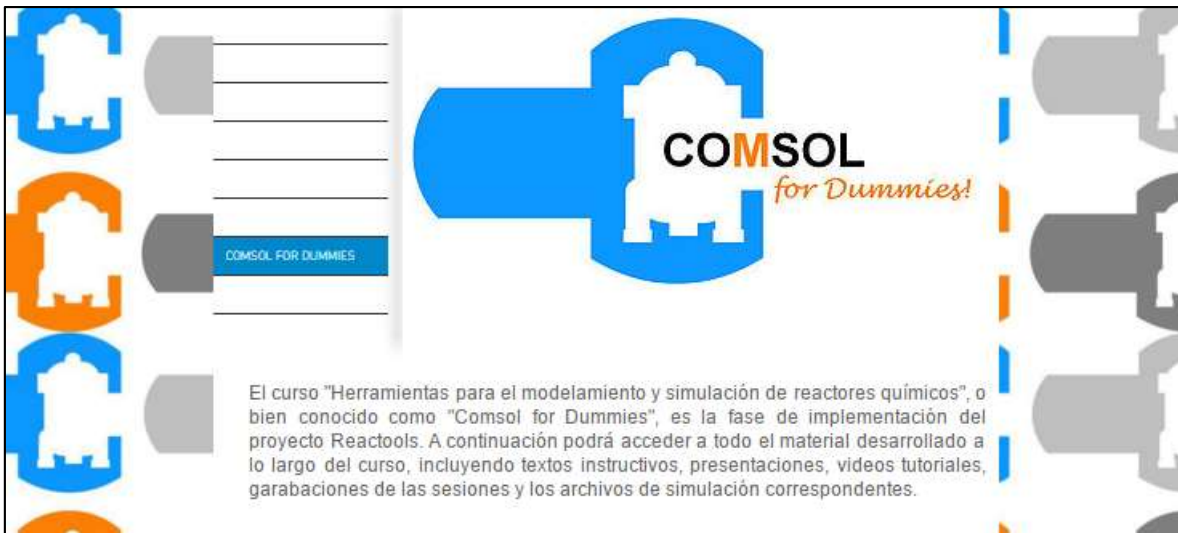 COMSOL
for Dummies!
COMSOL FOR DUMMIES
El curso "Herramientas para el modelamiento y simulación de reactores químicos", o
bien conocido como "Comsol for Dummies", es la fase de implementación del
proyecto Reactools. A continuación podrá acceder a todo el material desarrollado a
lo largo del curso, incluyendo textos instructivos, presentaciones, videos tutoriales,
garabaciones de las sesiones y los archivos de simulación correspondentes.